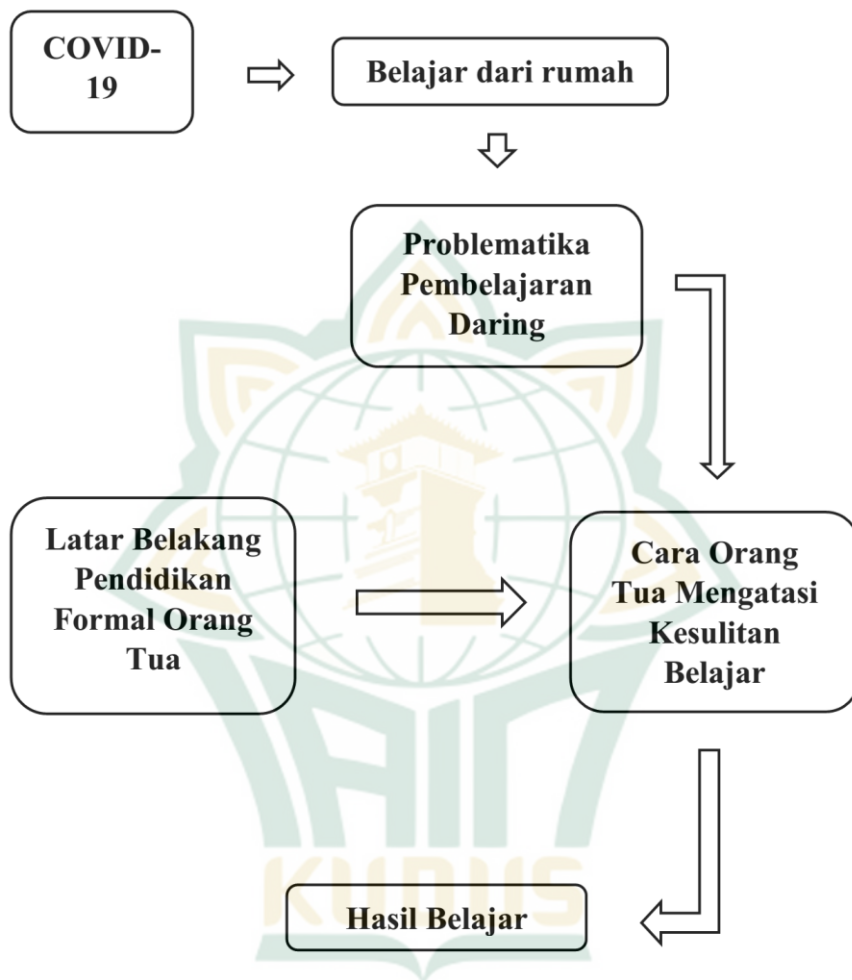 COVID-
19
Belajar dari rumah
Problematika
Pembelajaran
Daring
Latar Belakang
Pendidikan
Formal Orang
Tua
Cara Orang
Tua Mengatasi
Kesulitan
Belajar
Hasil Belajar
IAIN
KUDUS